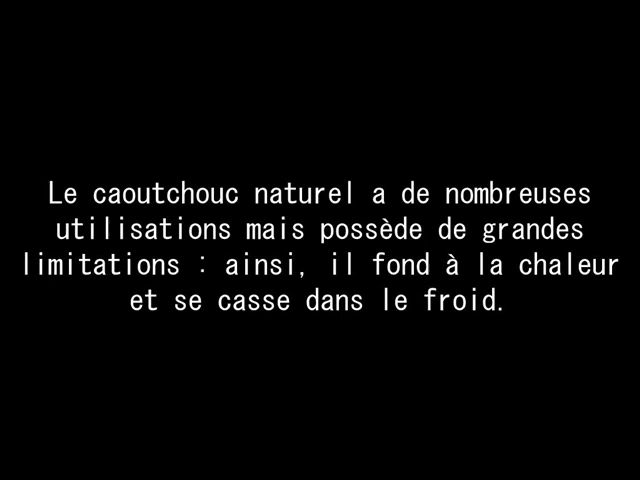 Le caoutchouc naturel a de nombreuses
utilisations mais possède de grandes
limitations : ainsi, il fond à la chaleur
et se casse dans le froid.